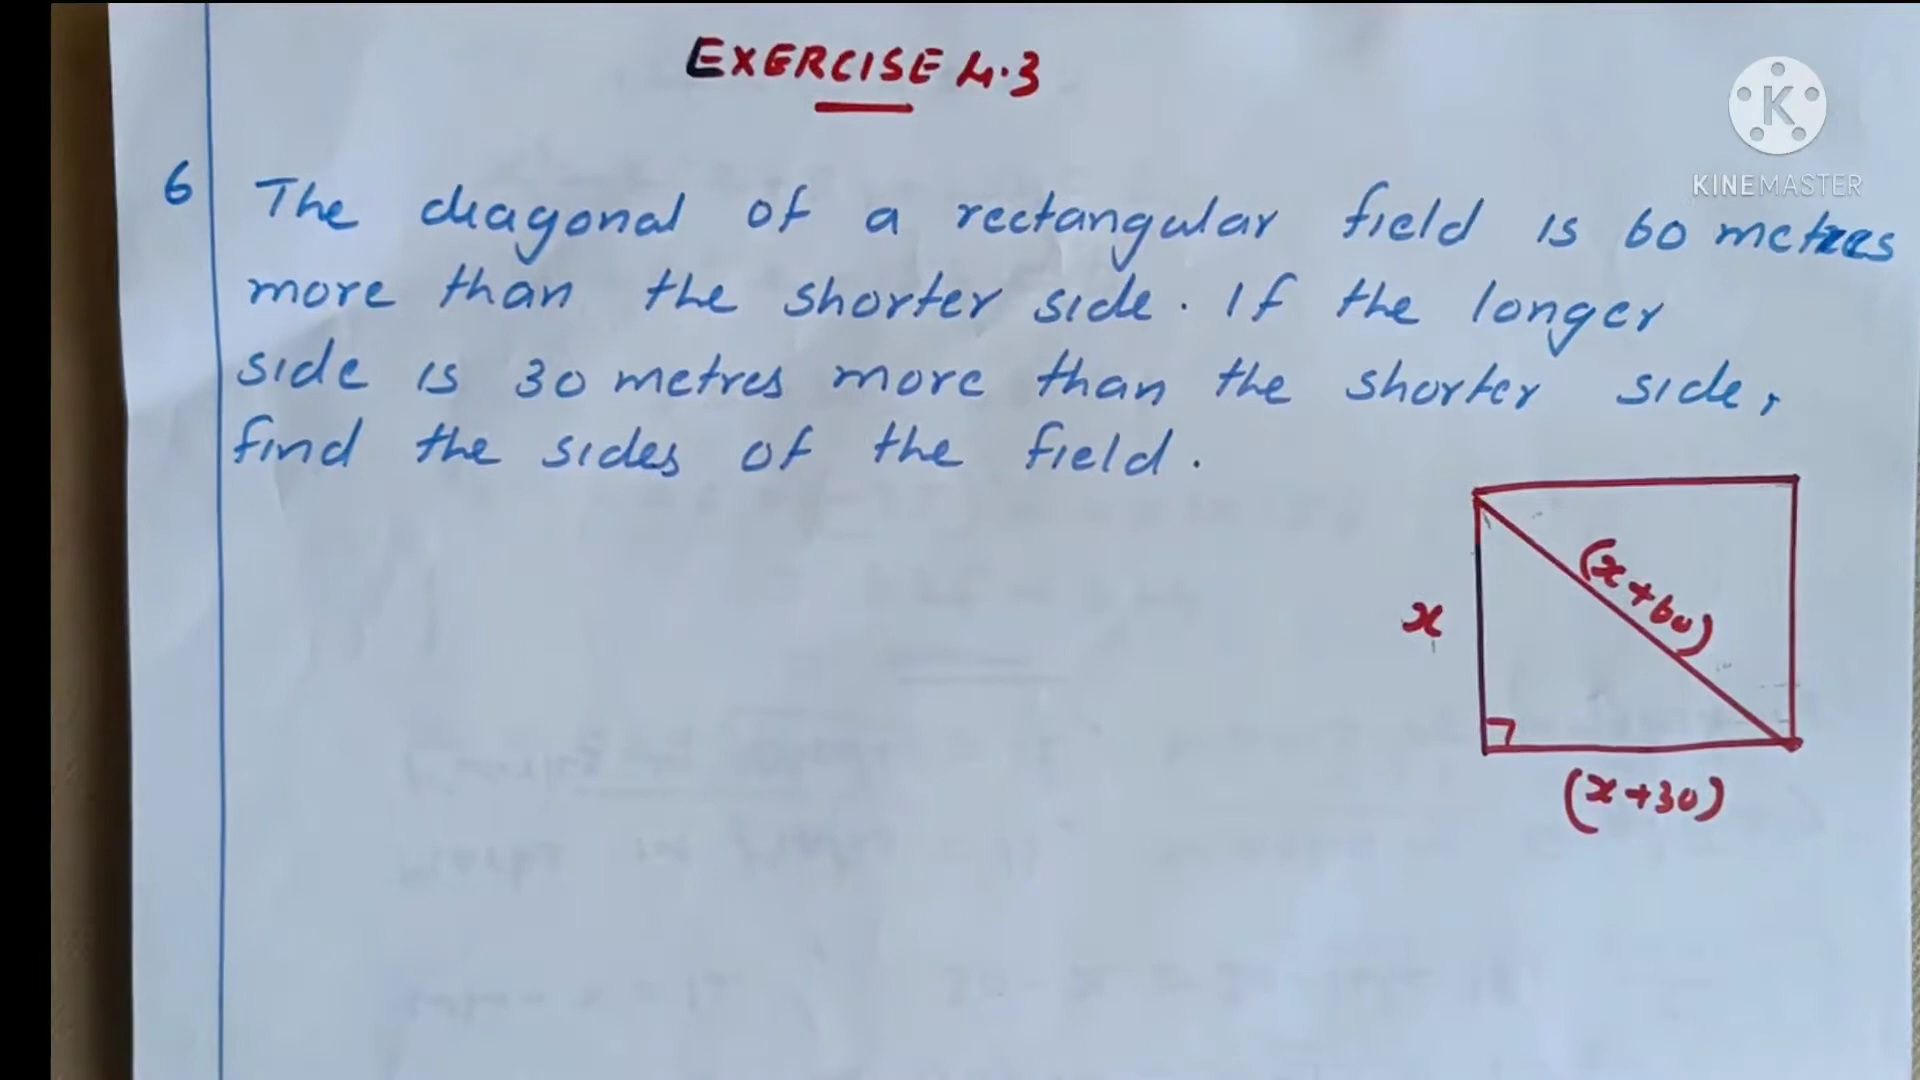 EXERCISE 4.3
K
KINEMASTER
6 The diagonal of a rectangular field is 60 metres
more than the shorter side. If the longer
side is 30 metres more than the shorter side,
find the sides of the field.
(x+60)
x
(x+30)